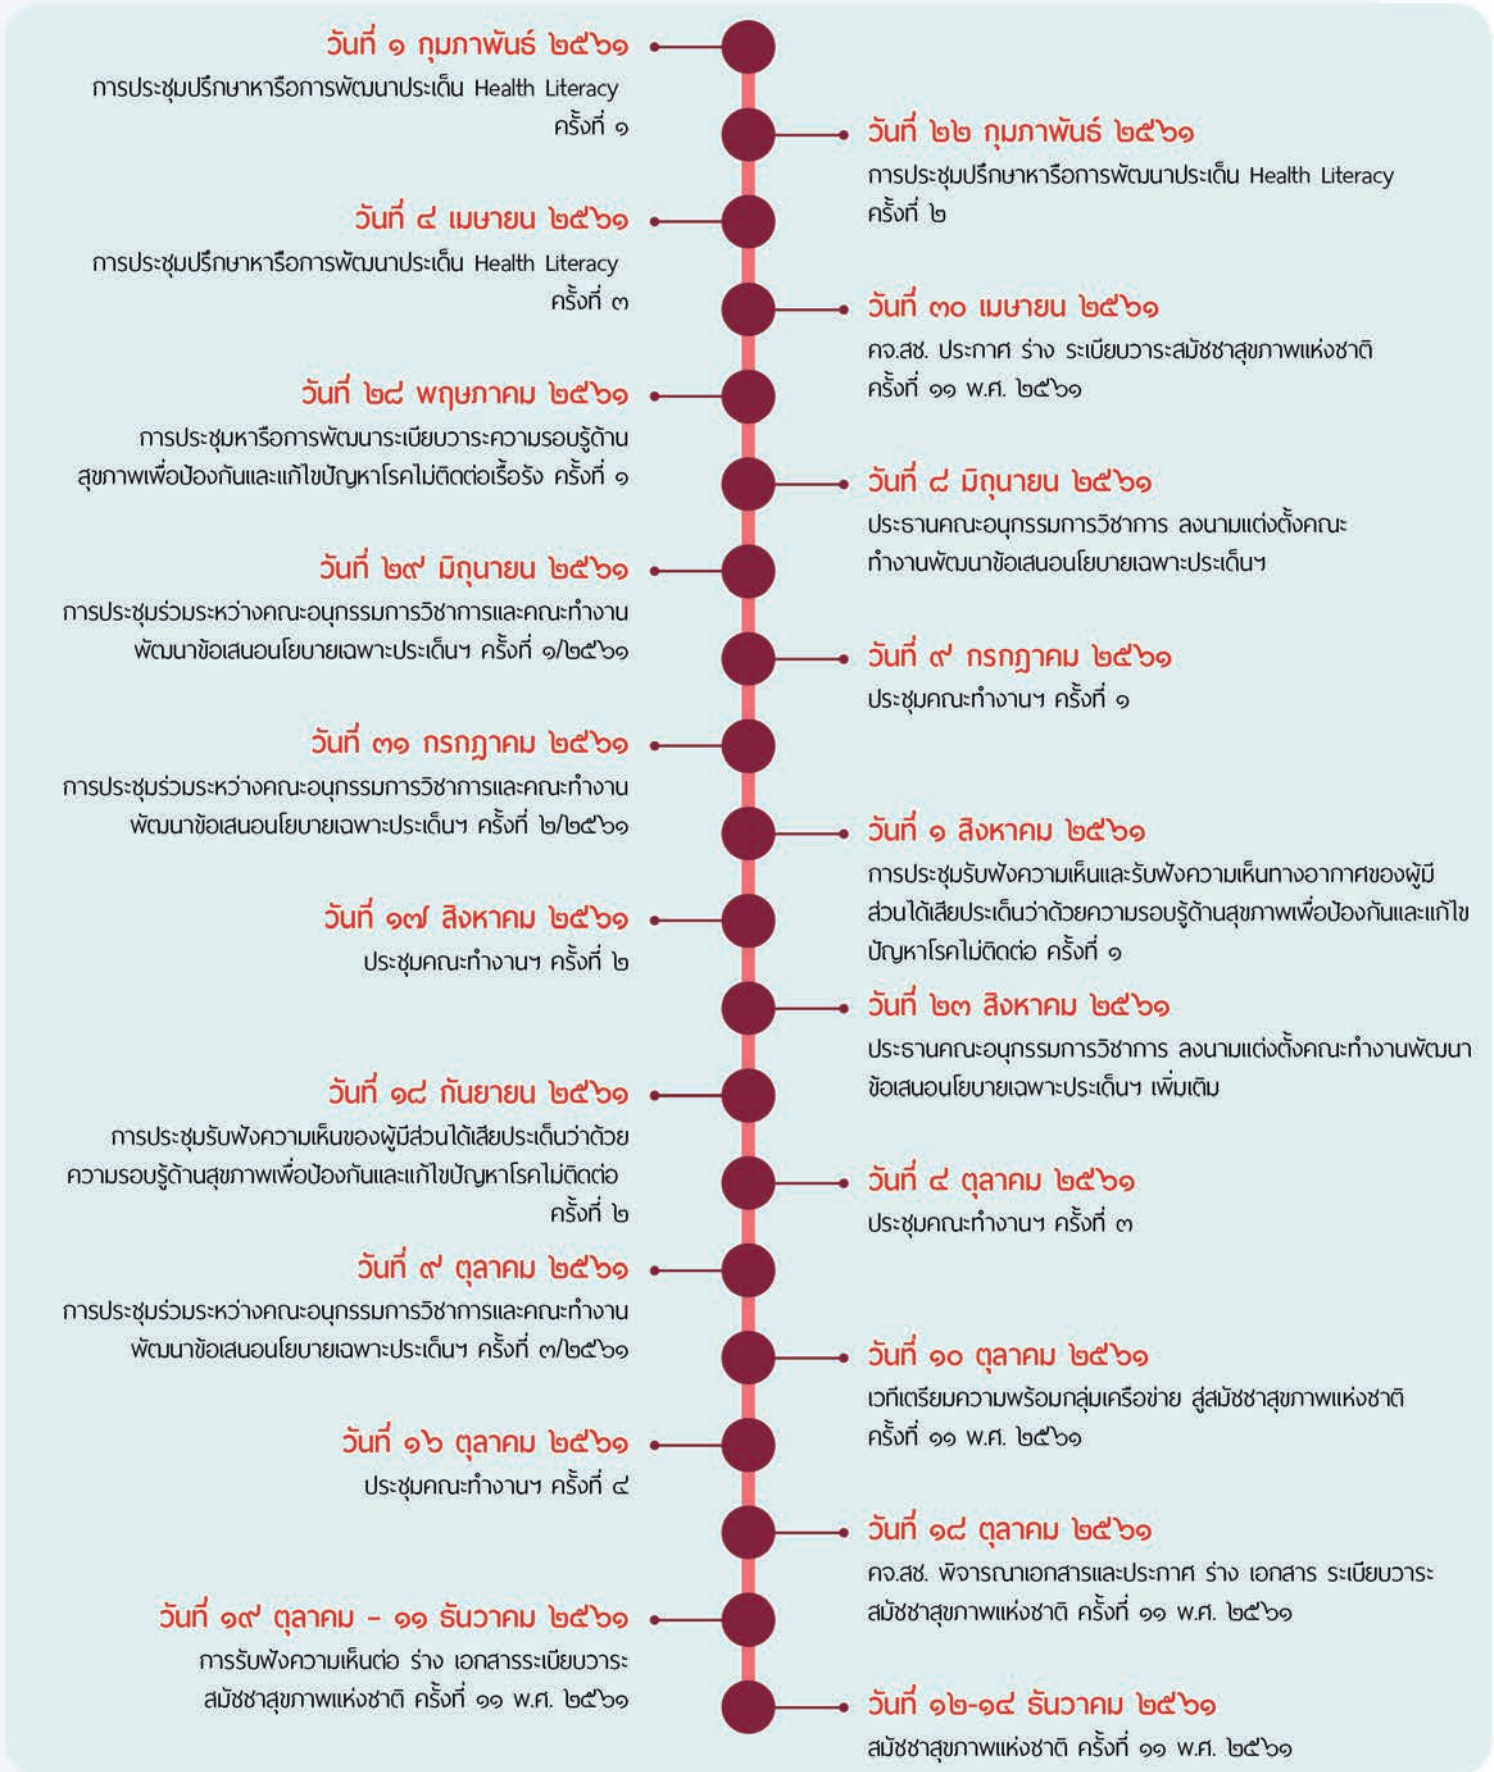 วันที่ ๑ กุมภาพันธ์ ๒๕๖๑
การประชุมปรึกษาหารือการพัฒนาประเด็น Health Literacy
ครั้งที่ ๑
วันที่ ๒๒ กุมภาพันธ์ ๒๕๖๑
การประชุมปรึกษาหารือการพัฒนาประเด็น Health Literacy
ครั้งที่ ๒
วันที่ ๔ เมษายน ๒๕๖๑
การประชุมปรึกษาหารือการพัฒนาประเด็น Health Literacy
ครั้งที่ ๓
วันที่ ๓๐ เมษายน ๒๕๖๑
คจ.สช. ประกาศ ร่าง ระเบียบวาระสมัชชาสุขภาพแห่งชาติ
ครั้งที่ ๑๑ พ.ศ. ๒๕๖๑
วันที่ ๒๘ พฤษภาคม ๒๕๖๑
การประชุมหารือการพัฒนาระเบียบวาระความรอบรู้ด้าน
สุขภาพเพื่อป้องกันและแก้ไขปัญหาโรคไม่ติดต่อเรื้อรัง ครั้งที่ ๑
วันที่ ๘ มิถุนายน ๒๕๖๑
ประธานคณะอนุกรรมการวิชาการ ลงนามแต่งตั้งคณะ
ทำงานพัฒนาข้อเสนอนโยบายเฉพาะประเด็นฯ
วันที่ ๒๙ มิถุนายน ๒๕๖๑
การประชุมร่วมระหว่างคณะอนุกรรมการวิชาการและคณะทำงาน
พัฒนาข้อเสนอนโยบายเฉพาะประเด็นฯ ครั้งที่ ๑/๒๕๖๑
วันที่ ๙ กรกฎาคม ๒๕๖๑
ประชุมคณะทำงานฯ ครั้งที่ ๑
วันที่ ๓๑ กรกฎาคม ๒๕๖๑
การประชุมร่วมระหว่างคณะอนุกรรมการวิชาการและคณะทำงาน
พัฒนาข้อเสนอนโยบายเฉพาะประเด็นฯ ครั้งที่ ๒/๒๕๖๑
วันที่ ๑ สิงหาคม ๒๕๖๑
การประชุมรับฟังความเห็นและรับฟังความเห็นทางอากาศของผู้มี
ส่วนได้เสียประเด็นว่าด้วยความรอบรู้ด้านสุขภาพเพื่อป้องกันและแก้ไข
ปัญหาโรคไม่ติดต่อ ครั้งที่ ๑
วันที่ ๑๗ สิงหาคม ๒๕๖๑
ประชุมคณะทำงานฯ ครั้งที่ ๒
วันที่ ๒๓ สิงหาคม ๒๕๖๑
ประธานคณะอนุกรรมการวิชาการ ลงนามแต่งตั้งคณะทำงานพัฒนา
ข้อเสนอนโยบายเฉพาะประเด็นฯ เพิ่มเติม
วันที่ ๑๘ กันยายน ๒๕๖๑
การประชุมรับฟังความเห็นของผู้มีส่วนได้เสียประเด็นว่าด้วย
ความรอบรู้ด้านสุขภาพเพื่อป้องกันและแก้ไขปัญหาโรคไม่ติดต่อ
ครั้งที่ ๒
วันที่ ๔ ตุลาคม ๒๕๖๑
ประชุมคณะทำงานฯ ครั้งที่ ๓
วันที่ ๙ ตุลาคม ๒๕๖๑
การประชุมร่วมระหว่างคณะอนุกรรมการวิชาการและคณะทำงาน
พัฒนาข้อเสนอนโยบายเฉพาะประเด็นฯ ครั้งที่ ๓/๒๕๖๑
วันที่ ๑๐ ตุลาคม ๒๕๖๑
เวทีเตรียมความพร้อมกลุ่มเครือข่าย สู่สมัชชาสุขภาพแห่งชาติ
ครั้งที่ ๑๑ พ.ศ. ๒๕๖๑
วันที่ ๑๖ ตุลาคม ๒๕๖๑
ประชุมคณะทำงานฯ ครั้งที่ ๔
วันที่ ๑๘ ตุลาคม ๒๕๖๑
คจ.สช. พิจารณาเอกสารและประกาศ ร่าง เอกสาร ระเบียบวาระ
สมัชชาสุขภาพแห่งชาติ ครั้งที่ ๑๑ พ.ศ. ๒๕๖๑
วันที่ ๑๙ ตุลาคม - ๑๑ ธันวาคม ๒๕๖๑
การรับฟังความเห็นต่อ ร่าง เอกสารระเบียบวาระ
สมัชชาสุขภาพแห่งชาติ ครั้งที่ ๑๑ พ.ศ. ๒๕๖๑
วันที่ ๑๒-๑๔ ธันวาคม ๒๕๖๑
สมัชชาสุขภาพแห่งชาติ ครั้งที่ ๑๑ พ.ศ. ๒๕๖๑